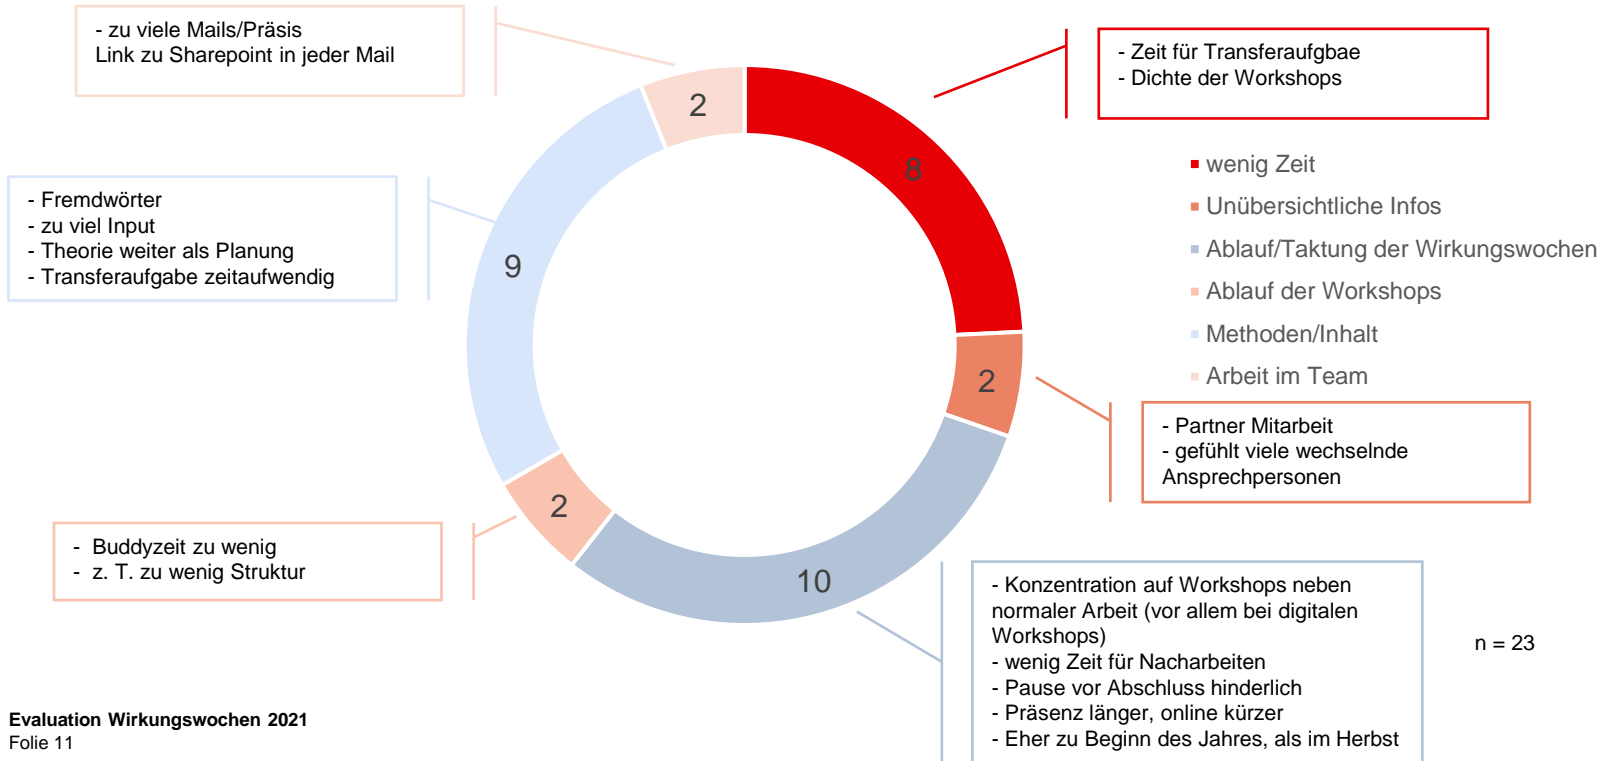 - zu viele Mails/Präsis
Link zu Sharepoint in jeder Mail
- Zeit für Transferaufgbae
- Dichte der Workshops
2
8
wenig Zeit
Unübersichtliche Infos
Ablauf/Taktung der Wirkungswochen
Ablauf der Workshops
Methoden/Inhalt
Arbeit im Team
- Fremdwörter
- zu viel Input
- Theorie weiter als Planung
- Transferaufgabe zeitaufwendig
9
2
- Partner Mitarbeit
- gefühlt viele wechselnde
Ansprechpersonen
2
- Buddyzeit zu wenig
- z. T. zu wenig Struktur
10
- Konzentration auf Workshops neben
normaler Arbeit (vor allem bei digitalen
Workshops)
- wenig Zeit für Nacharbeiten
- Pause vor Abschluss hinderlich
- Präsenz länger, online kürzer
- Eher zu Beginn des Jahres, als im Herbst
n = 23
Evaluation Wirkungswochen 2021
Folie 11